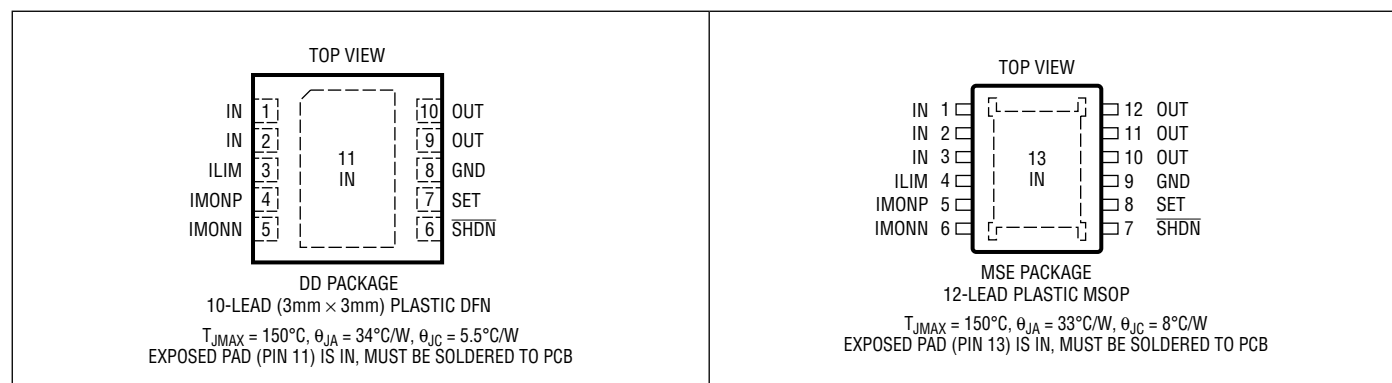 TOP VIEW
IN 1 10 OUT
IN 2 9 OUT
ILIM 3 8 GND
IMONP 4 7 SET
IMONN 5 6 SHDN
11
IN
DD PACKAGE
10-LEAD (3mm × 3mm) PLASTIC DFN
TJMAX = 150°C, θJA = 34°C/W, θJC = 5.5°C/W
EXPOSED PAD (PIN 11) IS IN, MUST BE SOLDERED TO PCB
TOP VIEW
IN 1 12 OUT
IN 2 11 OUT
IN 3 10 OUT
ILIM 4 9 GND
IMONP 5 8 SET
IMONN 6 7 SHDN
13
IN
MSE PACKAGE
12-LEAD PLASTIC MSOP
TJMAX = 150°C, θJA = 33°C/W, θJC = 8°C/W
EXPOSED PAD (PIN 13) IS IN, MUST BE SOLDERED TO PCB